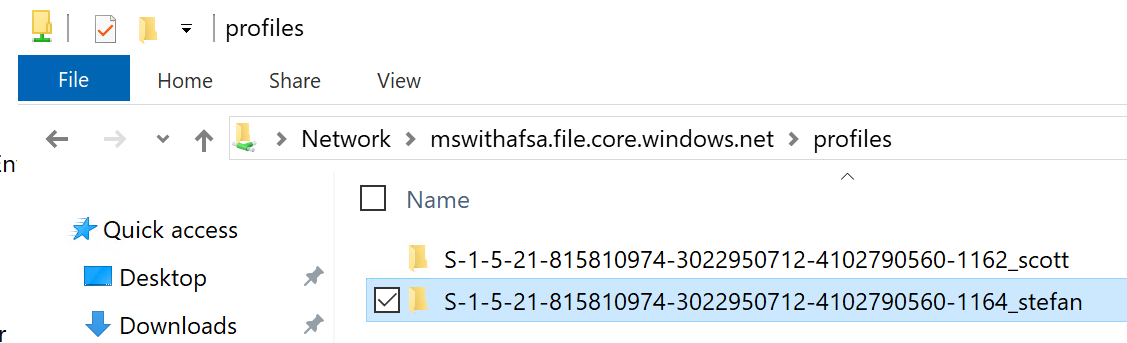 profiles
File Home Share View
Network mswithafsa.file.core.windows.net profiles
Name
Quick access
S-1-5-21-815810974-3022950712-4102790560-1162_scott
Desktop
S-1-5-21-815810974-3022950712-4102790560-1164_stefan
Downloads